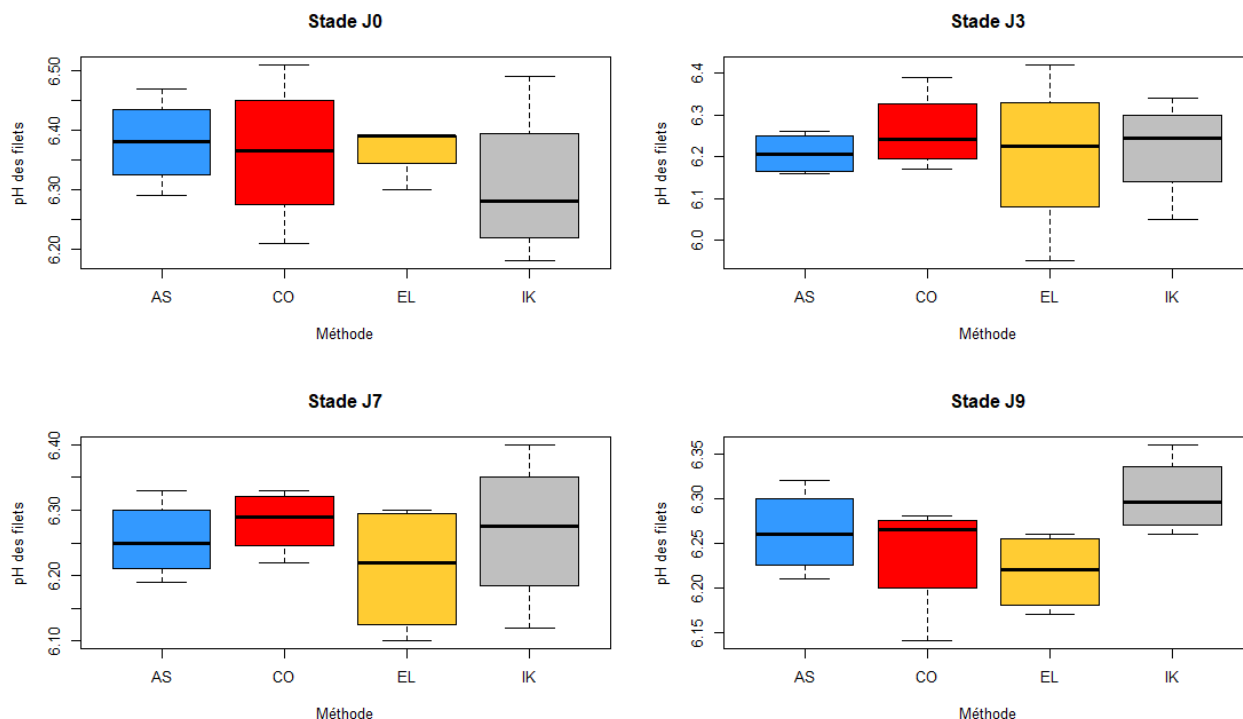 Stade J0
pH des filets
6.50
6.40
6.30
6.20
AS CO EL IK
Méthode
Stade J3
pH des filets
6.4
6.3
6.2
6.1
6.0
AS CO EL IK
Méthode
Stade J7
pH des filets
6.40
6.30
6.20
6.10
AS CO EL IK
Méthode
Stade J9
pH des filets
6.35
6.30
6.25
6.20
6.15
AS CO EL IK
Méthode